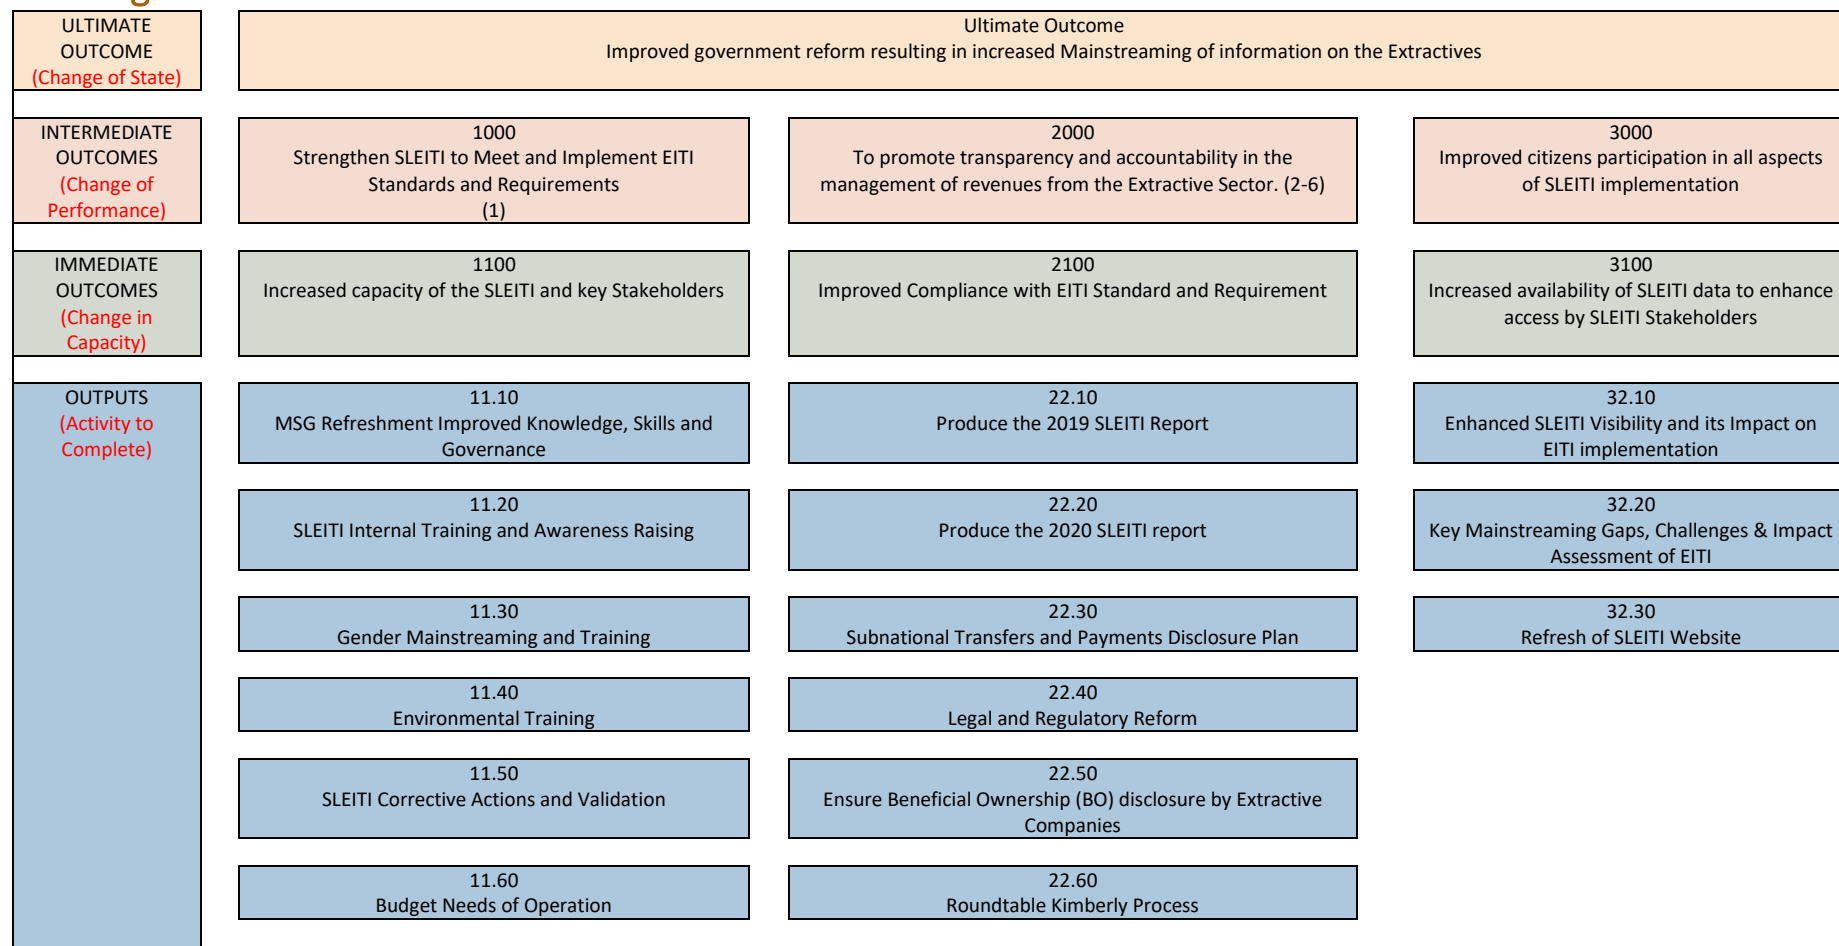 ULTIMATE
OUTCOME
(Change of State)
Ultimate Outcome
Improved government reform resulting in increased Mainstreaming of information on the Extractives
INTERMEDIATE
OUTCOMES
(Change of
Performance)
1000
Strengthen SLEITI to Meet and Implement EITI
Standards and Requirements
(1)
2000
To promote transparency and accountability in the
management of revenues from the Extractive Sector. (2-6)
3000
Improved citizens participation in all aspects
of SLEITI implementation
IMMEDIATE
OUTCOMES
(Change in
Capacity)
1100
Increased capacity of the SLEITI and key Stakeholders
2100
Improved Compliance with EITI Standard and Requirement
3100
Increased availability of SLEITI data to enhance
access by SLEITI Stakeholders
OUTPUTS
(Activity to
Complete)
11.10
MSG Refreshment Improved Knowledge, Skills and
Governance
22.10
Produce the 2019 SLEITI Report
32.10
Enhanced SLEITI Visibility and its Impact on
EITI implementation
11.20
SLEITI Internal Training and Awareness Raising
22.20
Produce the 2020 SLEITI report
32.20
Key Mainstreaming Gaps, Challenges & Impact
Assessment of EITI
11.30
Gender Mainstreaming and Training
22.30
Subnational Transfers and Payments Disclosure Plan
32.30
Refresh of SLEITI Website
11.40
Environmental Training
22.40
Legal and Regulatory Reform
11.50
SLEITI Corrective Actions and Validation
22.50
Ensure Beneficial Ownership (BO) disclosure by Extractive
Companies
11.60
Budget Needs of Operation
22.60
Roundtable Kimberly Process